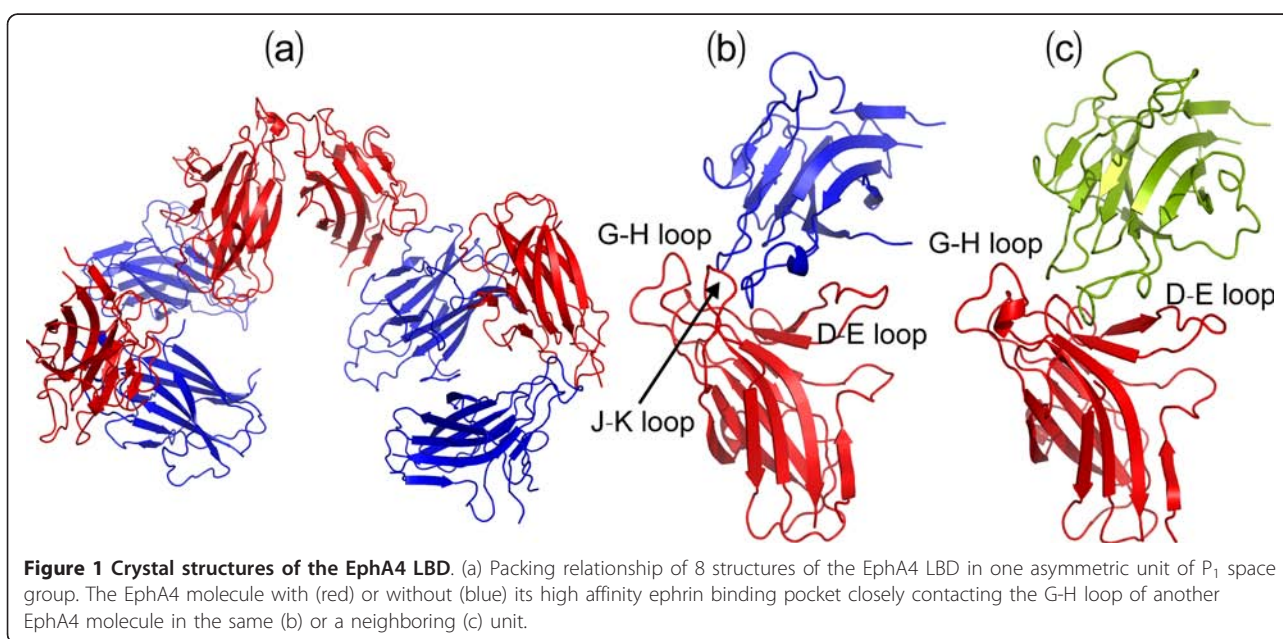 (a)
(b)
(c)
G-H loop
D-E loop
J-K loop
G-H loop
D-E loop
Figure 1 Crystal structures of the EphA4 LBD. (a) Packing relationship of 8 structures of the EphA4 LBD in one asymmetric unit of P1 space
group. The EphA4 molecule with (red) or without (blue) its high affinity ephrin binding pocket closely contacting the G-H loop of another
EphA4 molecule in the same (b) or a neighboring (c) unit.